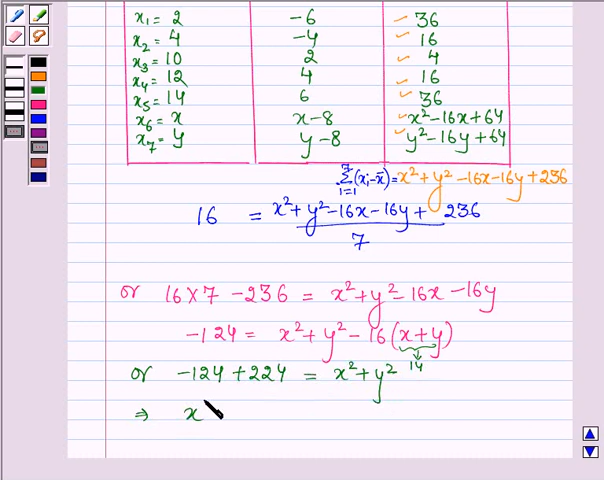 x₁ = 2 -6 36
x₂ = 4 -4 16
x₃ = 10 2 4
x₄ = 12 4 16
x₅ = 14 6 36
x₆ = x x-8 x²-16x+64
x₇ = y y-8 y²-16y+64
7
∑ (xᵢ-x̄) = x²+y²-16x-16y+236
i=1
16 = x²+y²-16x-16y+ 236
7
or 16×7 -236 = x²+y²-16x-16y
-124 = x²+y²-16(x+y)
or -124+224 = x²+y² 14
⇒ x